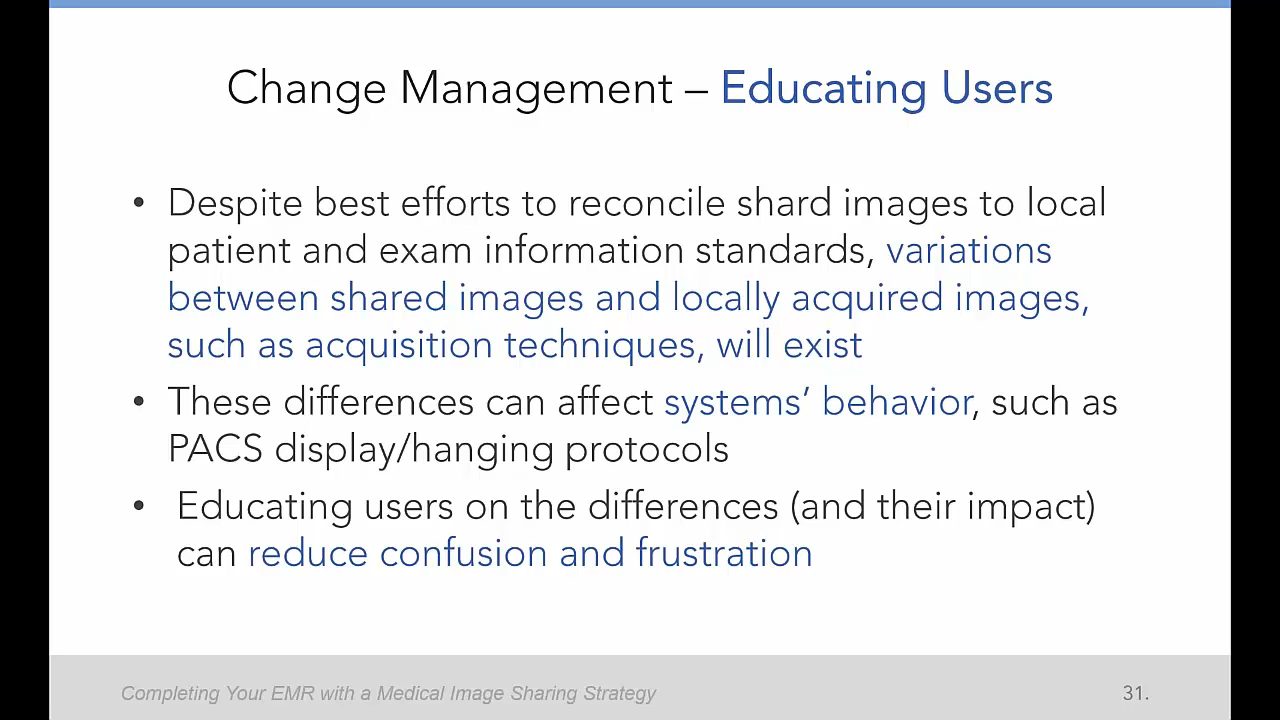 Change Management – Educating Users
• Despite best efforts to reconcile shard images to local
patient and exam information standards, variations
between shared images and locally acquired images,
such as acquisition techniques, will exist
• These differences can affect systems’ behavior, such as
PACS display/hanging protocols
• Educating users on the differences (and their impact)
can reduce confusion and frustration
Completing Your EMR with a Medical Image Sharing Strategy
31.